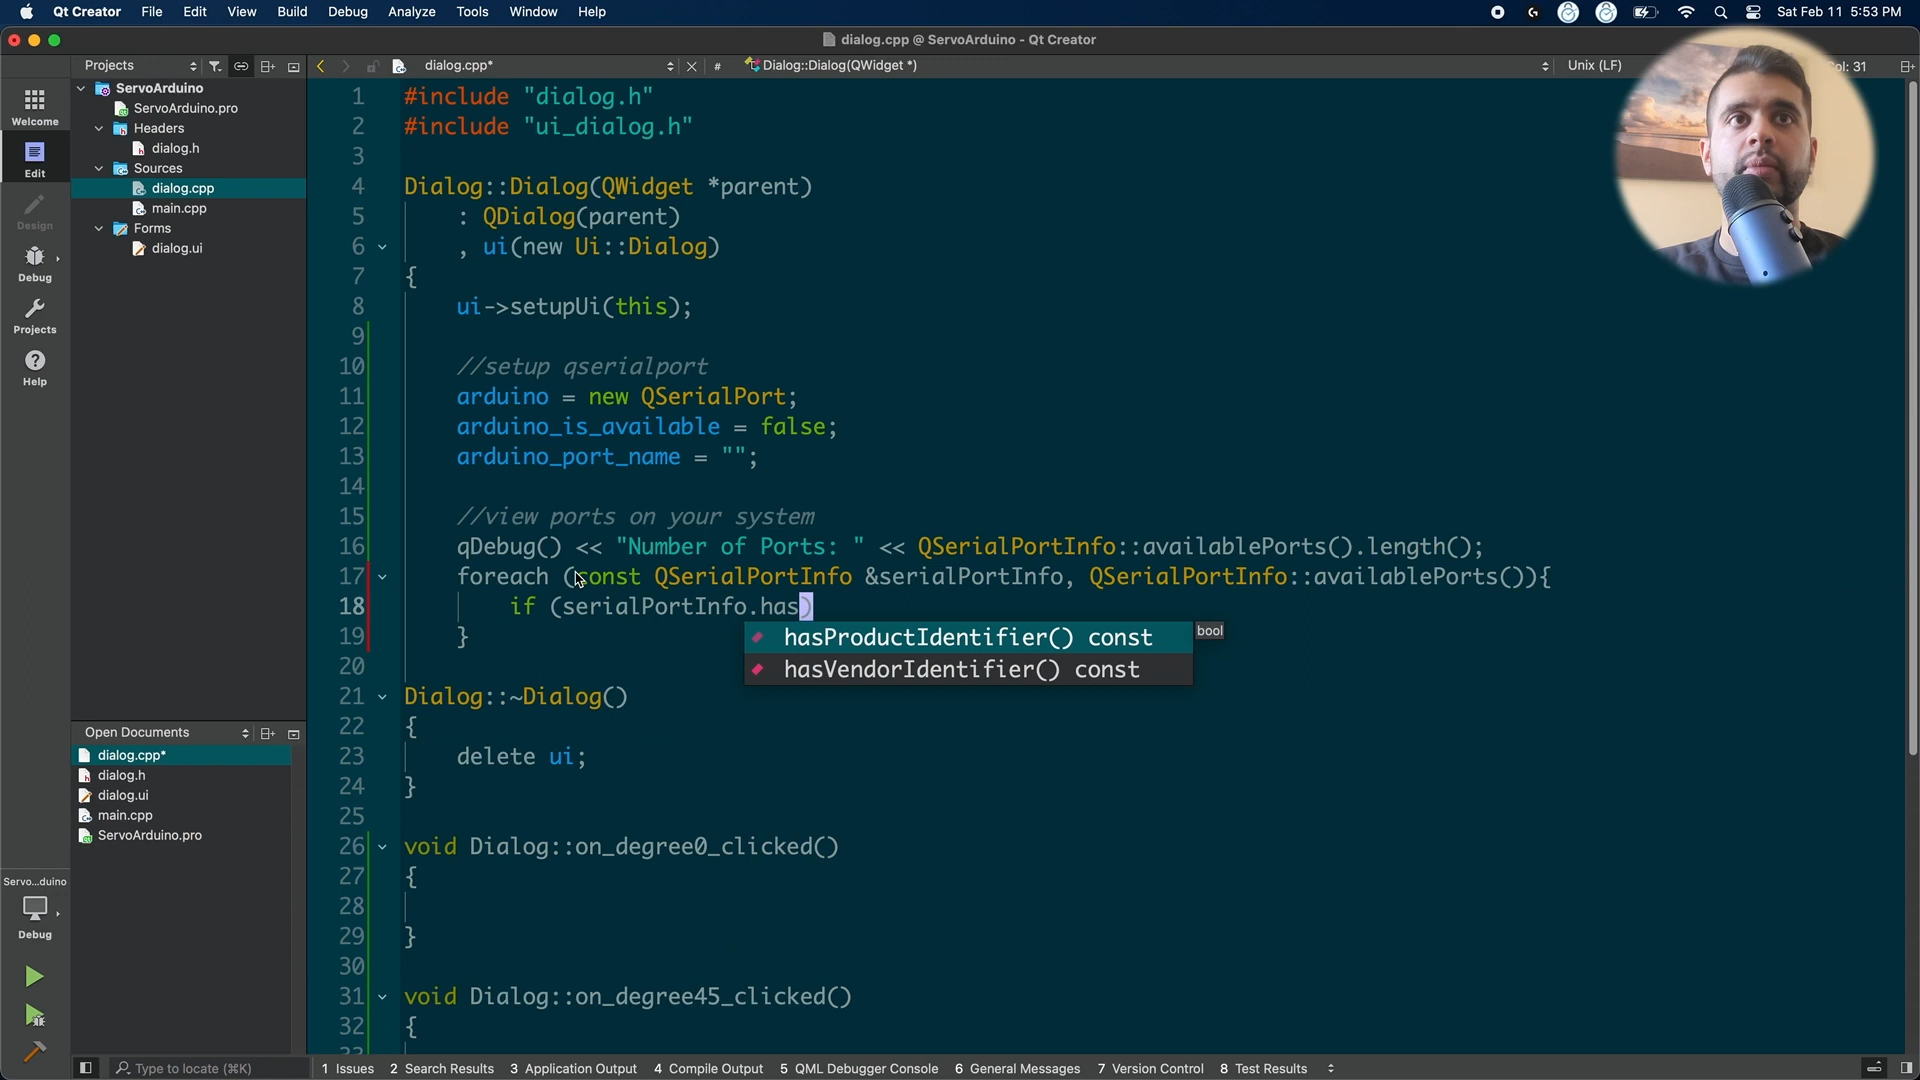 Qt Creator File Edit View Build Debug Analyze Tools Window Help
Sat Feb 11 5:53 PM
dialog.cpp @ ServoArduino - Qt Creator
Projects
dialog.cpp*
#
Dialog::Dialog(QWidget *)
Unix (LF)
Col: 31
ServoArduino
ServoArduino.pro
Headers
dialog.h
Sources
dialog.cpp
main.cpp
Forms
dialog.ui
Welcome
Edit
Design
Debug
Projects
Help
1 #include "dialog.h"
2 #include "ui_dialog.h"
3
4 Dialog::Dialog(QWidget *parent)
5 : QDialog(parent)
6 , ui(new Ui::Dialog)
7 {
8 ui->setupUi(this);
9
10 //setup qserialport
11 arduino = new QSerialPort;
12 arduino_is_available = false;
13 arduino_port_name = "";
14
15 //view ports on your system
16 qDebug() << "Number of Ports: " << QSerialPortInfo::availablePorts().length();
17 foreach (const QSerialPortInfo &serialPortInfo, QSerialPortInfo::availablePorts()){
18 if (serialPortInfo.has)
19 }
hasProductIdentifier() const
bool
hasVendorIdentifier() const
20
21 Dialog::~Dialog()
22 {
23 delete ui;
24 }
25
26 void Dialog::on_degree0_clicked()
27 {
28
29 }
30
31 void Dialog::on_degree45_clicked()
32 {
Open Documents
dialog.cpp*
dialog.h
dialog.ui
main.cpp
ServoArduino.pro
Servo...duino
Debug
Type to locate (⌘K)
1 Issues 2 Search Results 3 Application Output 4 Compile Output 5 QML Debugger Console 6 General Messages 7 Version Control 8 Test Results